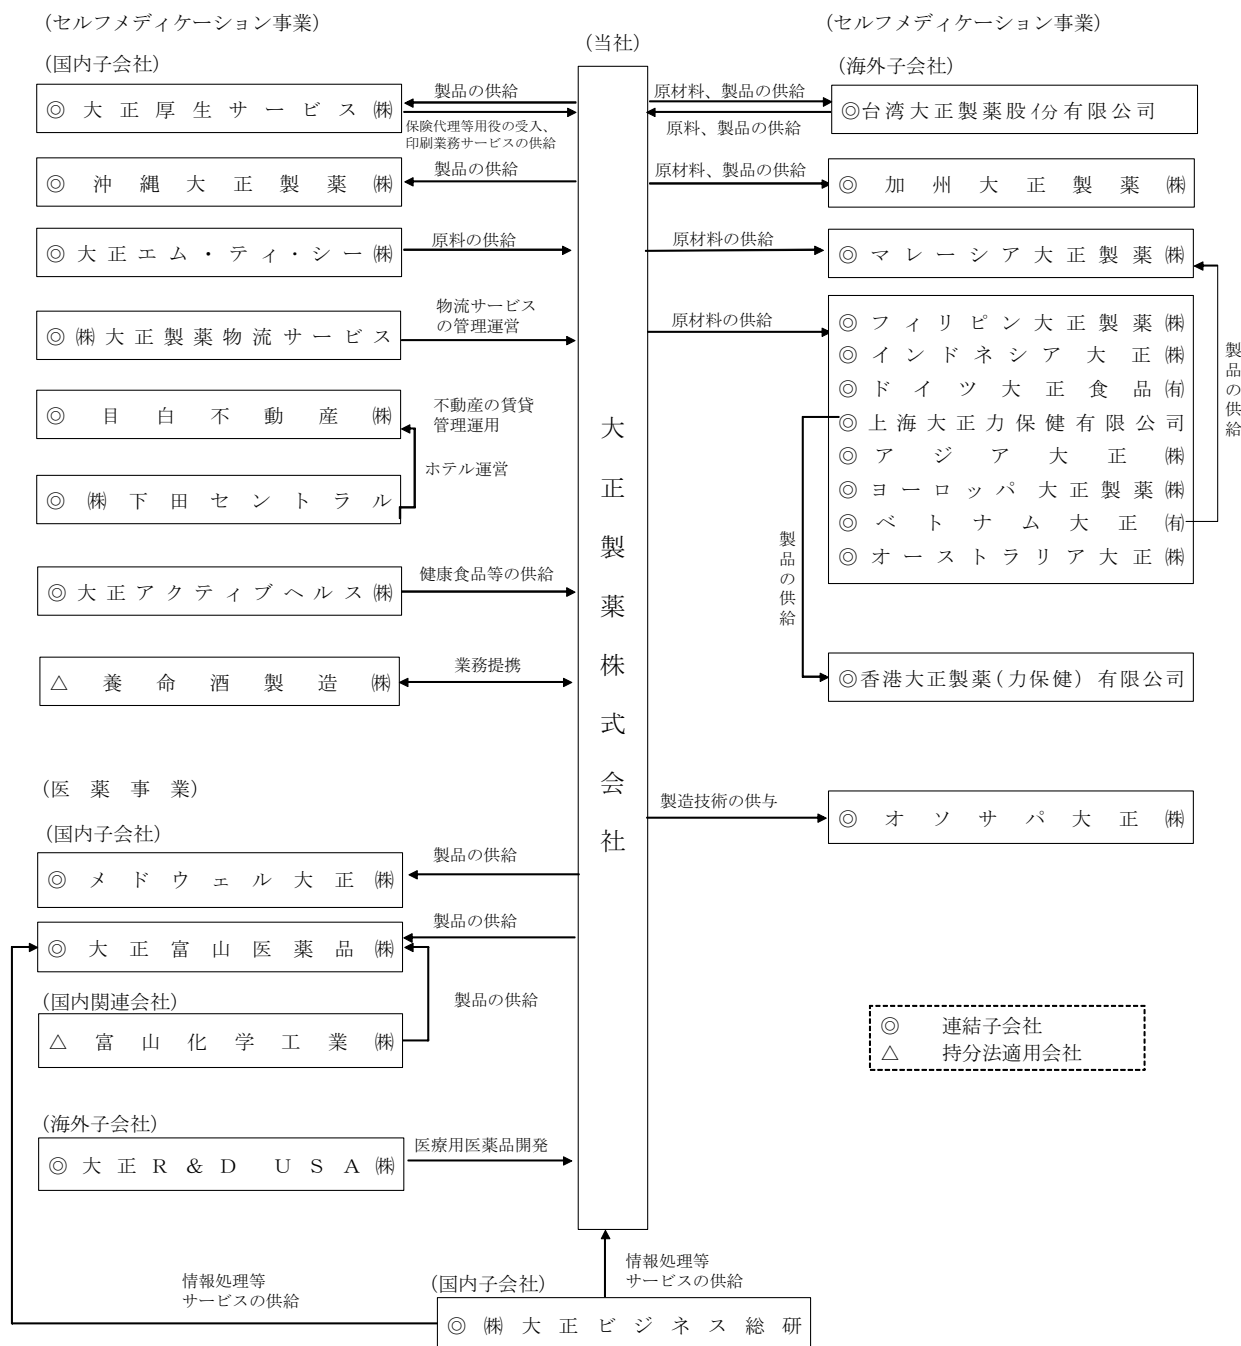 (セルフメディケーション事業)
(国内子会社)
◎ 大正厚生サービス㈱
製品の供給
保険代理等用役の受入、
印刷業務サービスの供給
◎ 沖縄大正製薬㈱
製品の供給
◎ 大正エム・ティ・シー㈱
原料の供給
◎ ㈱大正製薬物流サービス
物流サービス
の管理運営
◎ 目白不動産㈱
不動産の賃貸
管理運用
ホテル運営
◎ ㈱下田セントラル
◎ 大正アクティブヘルス㈱
健康食品等の供給
△ 養命酒製造㈱
業務提携
(医薬事業)
(国内子会社)
◎ メドウェル大正㈱
製品の供給
◎ 大正富山医薬品㈱
製品の供給
(国内関連会社)
製品の供給
△ 富山化学工業㈱
(海外子会社)
◎ 大正R&D USA㈱
医療用医薬品開発
情報処理等
サービスの供給
(国内子会社)
◎ ㈱大正ビジネス総研
情報処理等
サービスの供給
(当社)
大正製薬株式会社
(セルフメディケーション事業)
(海外子会社)
原材料、製品の供給
原料、製品の供給
◎台湾大正製薬股份有限公司
原材料、製品の供給
◎ 加州大正製薬㈱
原材料の供給
◎ マレーシア大正製薬㈱
原材料の供給
◎ フィリピン大正製薬㈱
◎ インドネシア大正㈱
◎ ドイツ大正食品㈲
◎ 上海大正力保健有限公司
◎ アジア大正㈱
◎ ヨーロッパ大正製薬㈱
◎ ベトナム大正㈲
◎ オーストラリア大正㈱
製品の供給
製品の供給
◎香港大正製薬(力保健)有限公司
製造技術の供与
◎ オソサパ大正㈱
◎ 連結子会社
△ 持分法適用会社